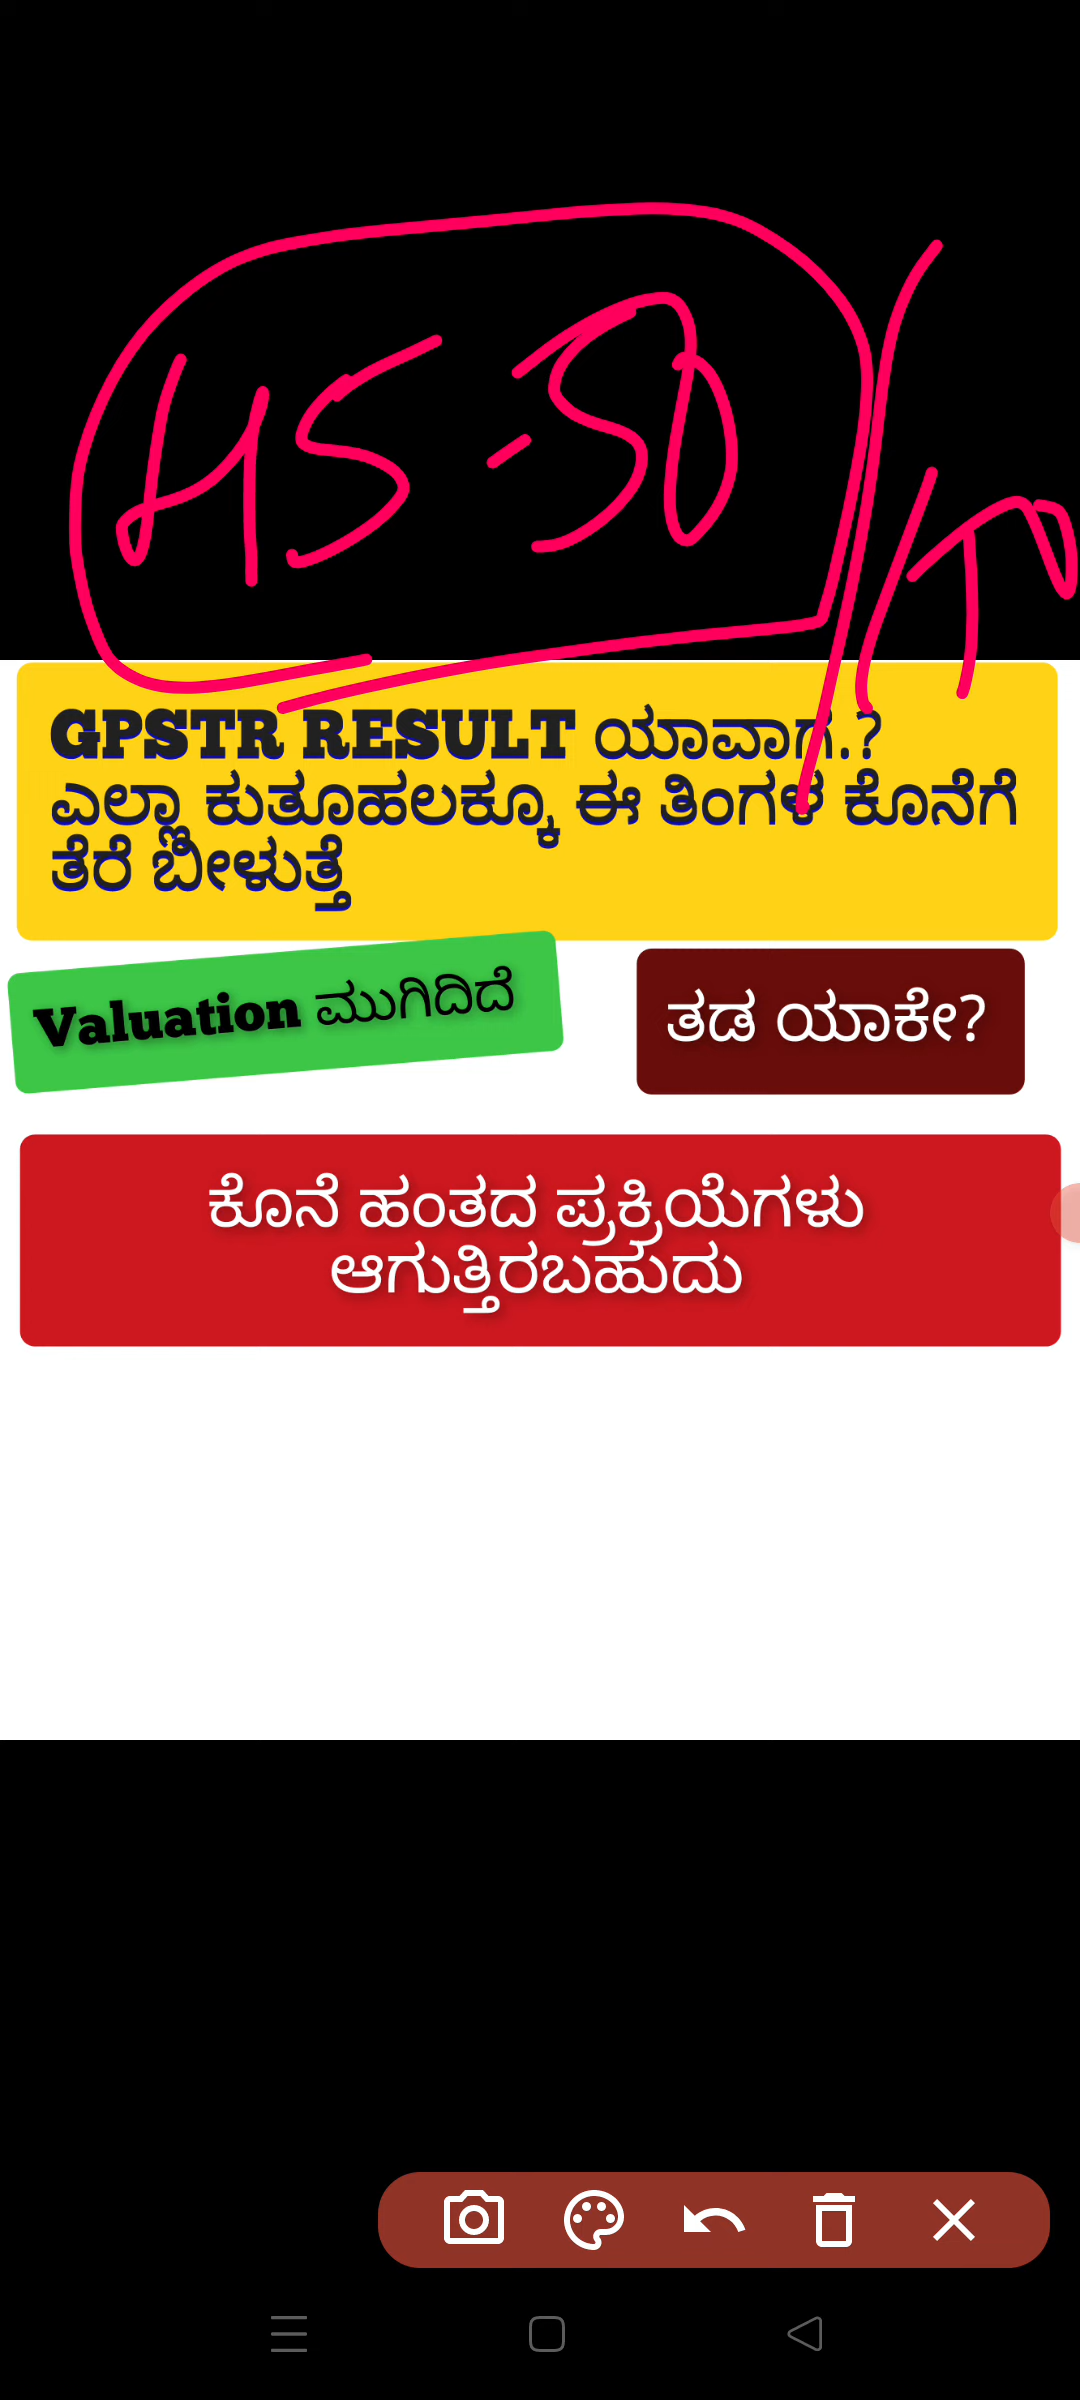 45-50
GPSTR RESULT ಯಾವಾಗ.?
ಎಲ್ಲಾ ಕುತೂಹಲಕ್ಕೂ ಈ ತಿಂಗಳ ಕೊನೆಗೆ
ತೆರೆ ಬೀಳುತ್ತೆ
Valuation ಮುಗಿದಿದೆ
ತಡ ಯಾಕೇ?
ಕೊನೆ ಹಂತದ ಪ್ರಕ್ರಿಯೆಗಳು
ಆಗುತ್ತಿರಬಹುದು